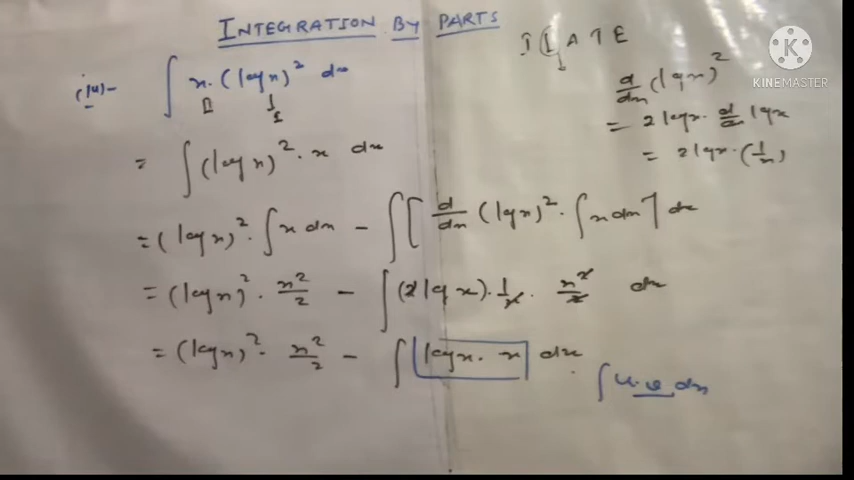 INTEGRATION BY PARTS
I L A T E
(14)- ∫ x. (log x)² dx
II I
= ∫ (log x)² . x dx
= (log x)² . ∫ x dx - ∫ [ d/dx (log x)² . ∫ x dx ] dx
= (log x)² . x²/2 - ∫ (2 log x) . 1/x . x²/2 dx
= (log x)² . x²/2 - ∫ log x . x dx .
∫ u.v dx
d/dx (log x)²
= 2 log x . d/dx log x
= 2 log x . (1/x)
KINEMASTER